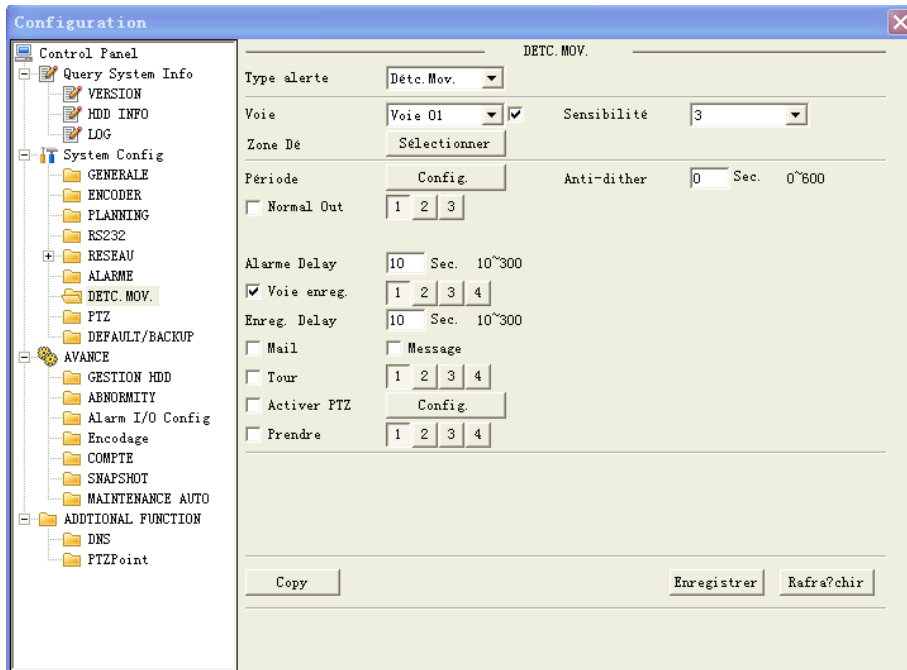 Configuration
Control Panel
Query System Info
VERSION
HDD INFO
LOG
System Config
GENERALE
ENCODER
PLANNING
RS232
RESEAU
ALARME
DETC.MOV.
PTZ
DEFAULT/BACKUP
AVANCE
GESTION HDD
ABNORMITY
Alarm I/O Config
Encodage
COMPTE
SNAPSHOT
MAINTENANCE AUTO
ADDTIONAL FUNCTION
DNS
PTZPoint
DETC.MOV.
Type alerte Détc.Mov.
Voie Voie 01 Sensibilité 3
Zone Dé Sélectionner
Période Config. Anti-dither 0 Sec. 0~600
Normal Out 1 2 3
Alarme Delay 10 Sec. 10~300
Voie enreg. 1 2 3 4
Enreg. Delay 10 Sec. 10~300
Mail Message
Tour 1 2 3 4
Activer PTZ Config.
Prendre 1 2 3 4
Copy Enregistrer Rafra?chir